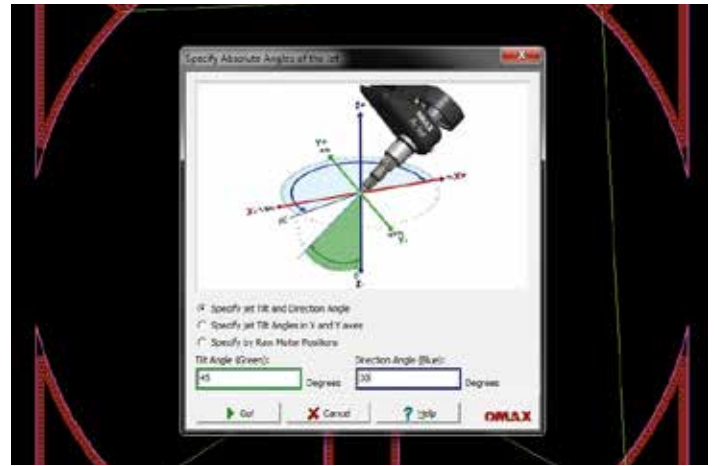 Specify Absolute Angles of the Jet
OMAX
Specify Jet Tilt and Direction Angle
Specify Jet Tilt Angles in X and Y axes
Specify by Raw Motor Positions
Tilt Angle (Green):
Direction Angle (Blue):
45
Degrees
Degrees
Go!
Cancel
Help
OMAX